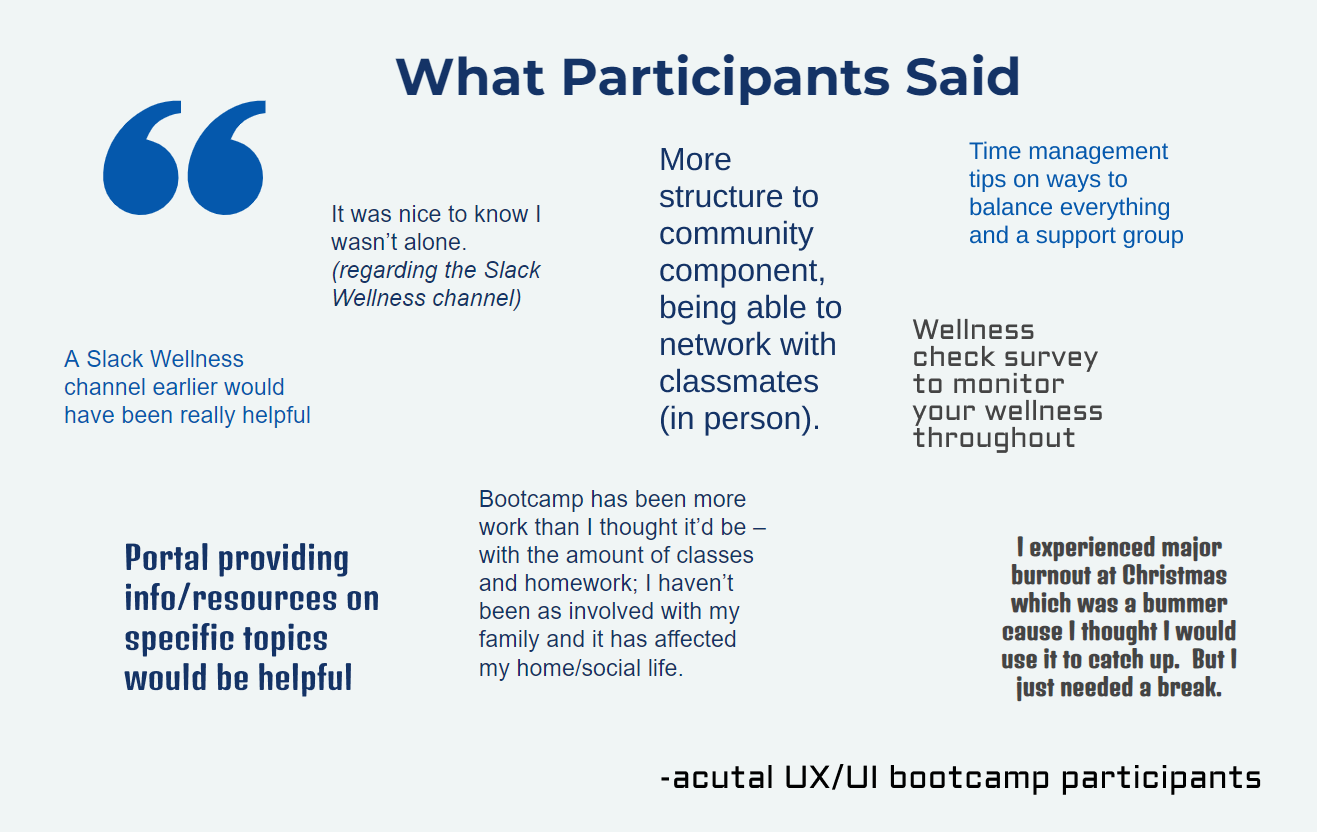 What Participants Said
It was nice to know I
wasn’t alone.
(regarding the Slack
Wellness channel)
More
structure to
community
component,
being able to
network with
classmates
(in person).
Time management
tips on ways to
balance everything
and a support group
A Slack Wellness
channel earlier would
have been really helpful
Wellness
check survey
to monitor
your wellness
throughout
Portal providing
info/resources on
specific topics
would be helpful
Bootcamp has been more
work than I thought it’d be –
with the amount of classes
and homework; I haven’t
been as involved with my
family and it has affected
my home/social life.
I experienced major
burnout at Christmas
which was a bummer
cause I thought I would
use it to catch up.  But I
just needed a break.
-acutal UX/UI bootcamp participants